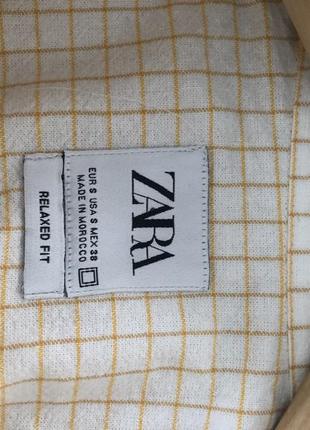 ZARA
EUR S USA S MEX 38
MADE IN MOROCCO
RELAXED FIT